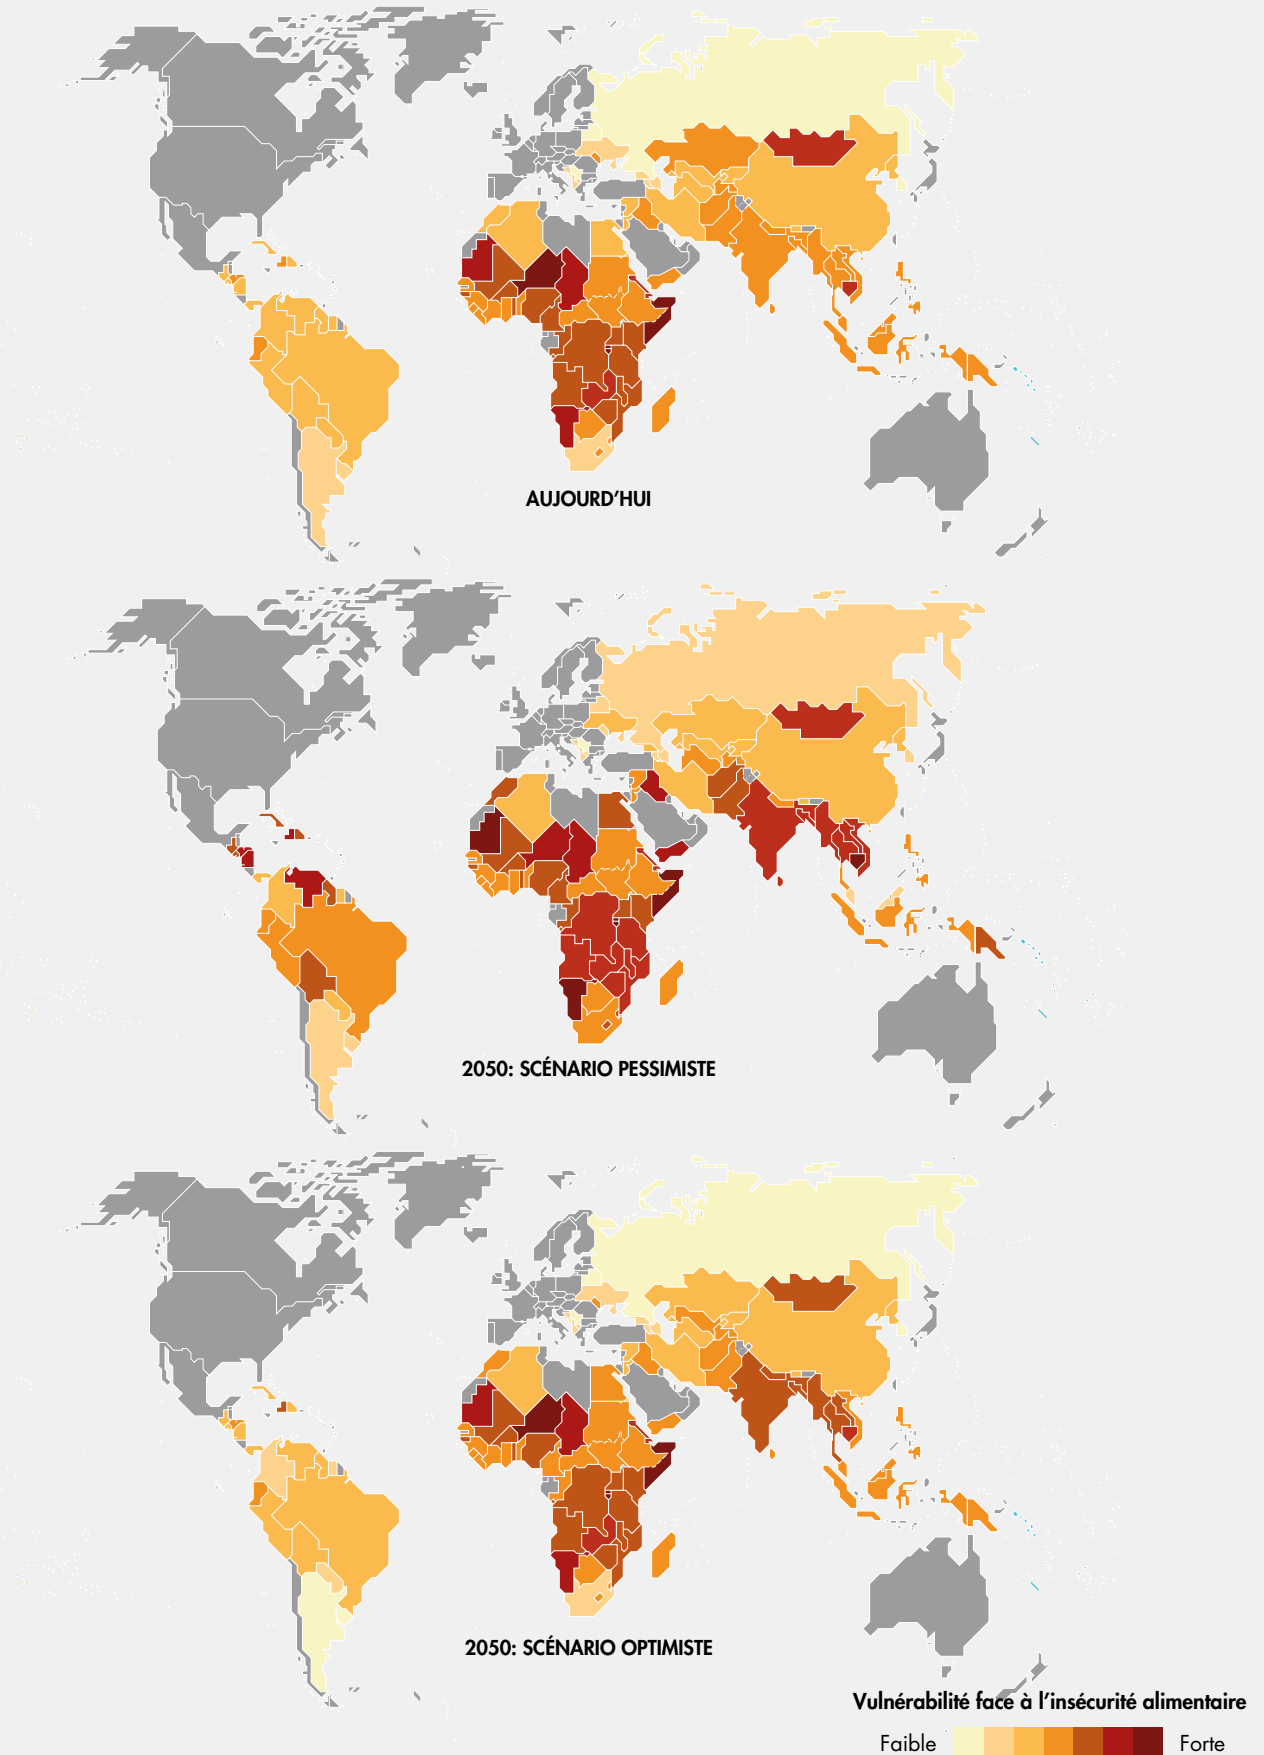 AUJOURD’HUI
2050: SCÉNARIO PESSIMISTE
2050: SCÉNARIO OPTIMISTE
Vulnérabilité face à l’insécurité alimentaire
Faible Forte